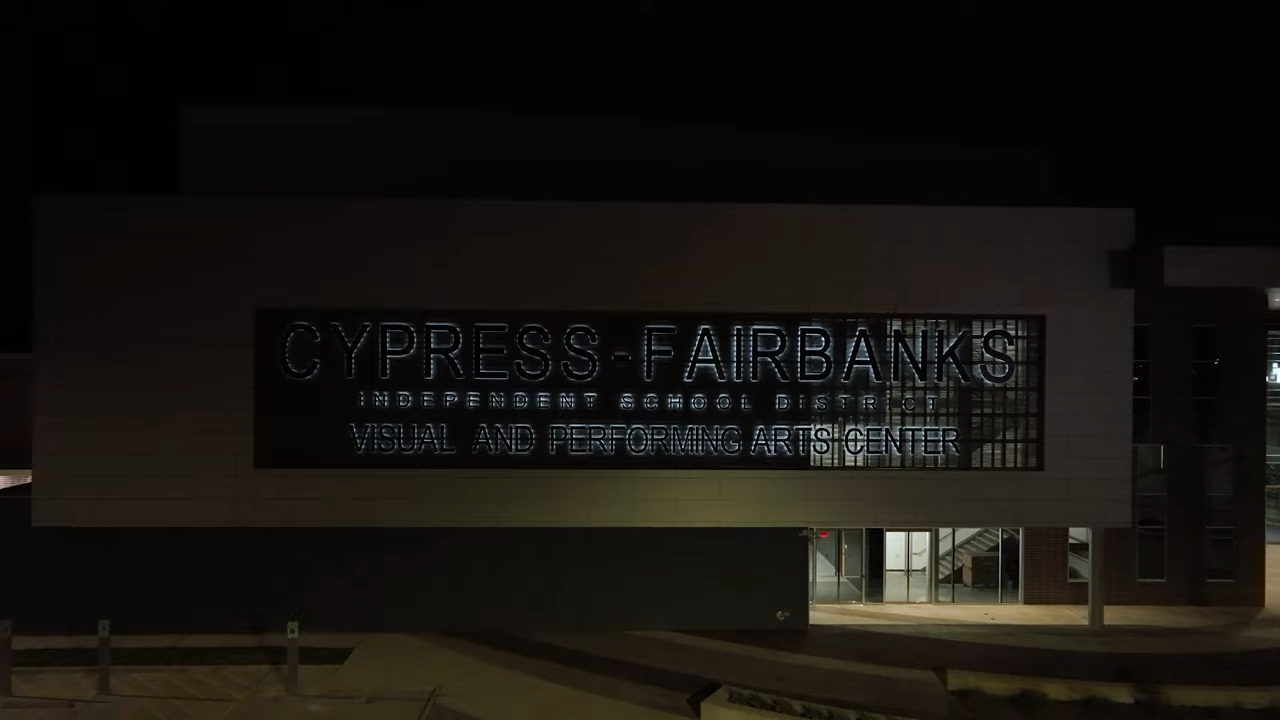 CYPRESS-FAIRBANKS
INDEPENDENT SCHOOL DISTRICT
VISUAL AND PERFORMING ARTS CENTER